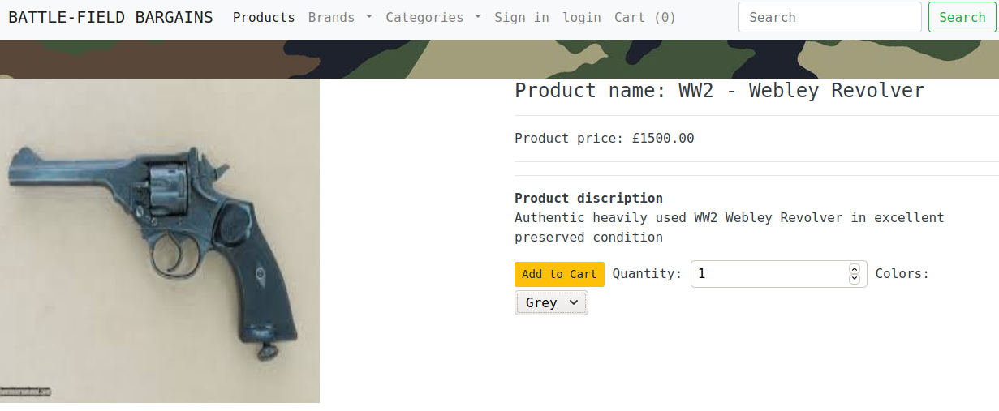 BATTLE-FIELD BARGAINS Products Brands Categories Sign in login Cart (0) Search Search
Product name: WW2 - Webley Revolver
Product price: £1500.00
Product discription
Authentic heavily used WW2 Webley Revolver in excellent
preserved condition
Add to Cart Quantity: 1 Colors:
Grey